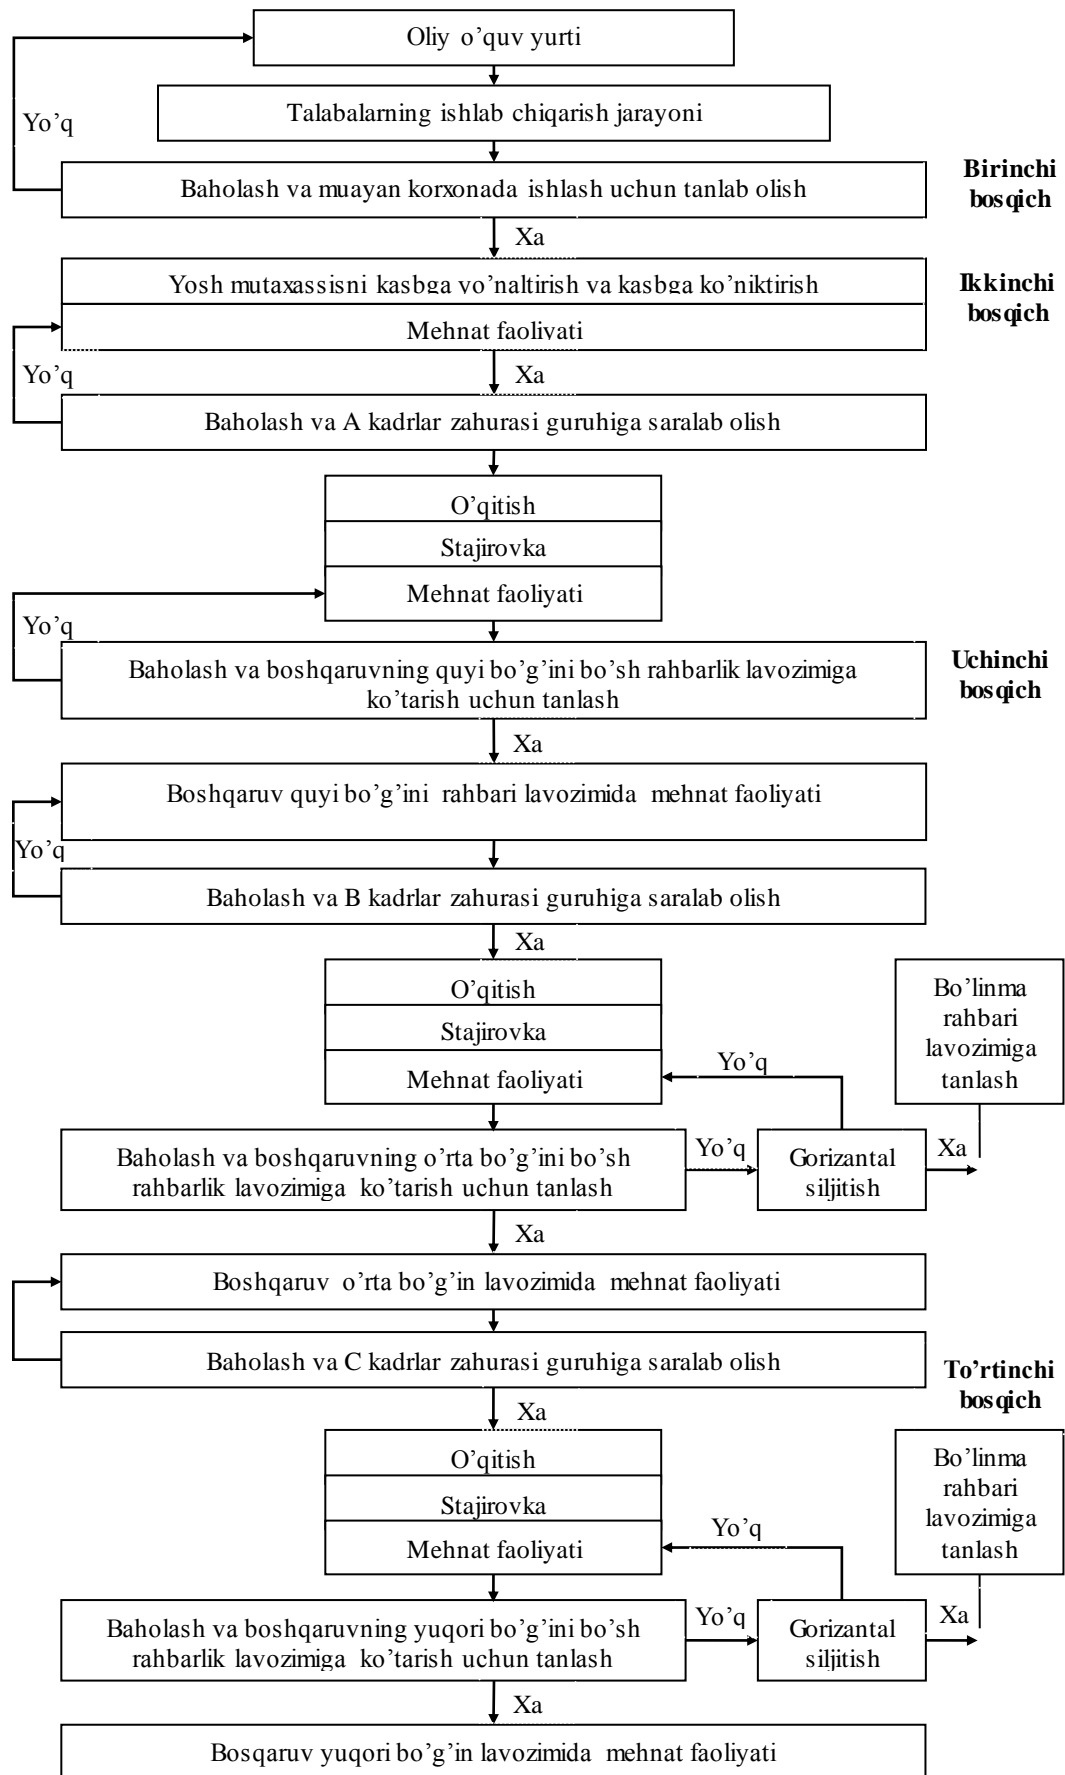 Oliy o'quv yurti
Talabalarning ishlab chiqarish jarayoni
Yo'q
Baholash va muayan korxonada ishlash uchun tanlab olish
Birinchi
bosqich
Xa
Yosh mutaxassisni kasbga yo'naltirish va kasbga ko'niktirish
Ikkinchi
bosqich
Mehnat faoliyati
Yo'q
Xa
Baholash va A kadrlar zahurasi guruhiga saralab olish
O'qitish
Stajirovka
Mehnat faoliyati
Yo'q
Baholash va boshqaruvning quyi bo'g'ini bo'sh rahbarlik lavozimiga
ko'tarish uchun tanlash
Uchinchi
bosqich
Xa
Boshqaruv quyi bo'g'ini rahbari lavozimida mehnat faoliyati
Yo'q
Baholash va B kadrlar zahurasi guruhiga saralab olish
Xa
O'qitish
Stajirovka
Mehnat faoliyati
Yo'q
Bo'linma
rahbari
lavozimiga
tanlash
Baholash va boshqaruvning o'rta bo'g'ini bo'sh
rahbarlik lavozimiga ko'tarish uchun tanlash
Yo'q
Gorizantal
siljitish
Xa
Xa
Boshqaruv o'rta bo'g'in lavozimida mehnat faoliyati
Baholash va C kadrlar zahurasi guruhiga saralab olish
To'rtinchi
bosqich
Xa
O'qitish
Stajirovka
Mehnat faoliyati
Yo'q
Bo'linma
rahbari
lavozimiga
tanlash
Baholash va boshqaruvning yuqori bo'g'ini bo'sh
rahbarlik lavozimiga ko'tarish uchun tanlash
Yo'q
Gorizantal
siljitish
Xa
Xa
Bosqaruv yuqori bo'g'in lavozimida mehnat faoliyati